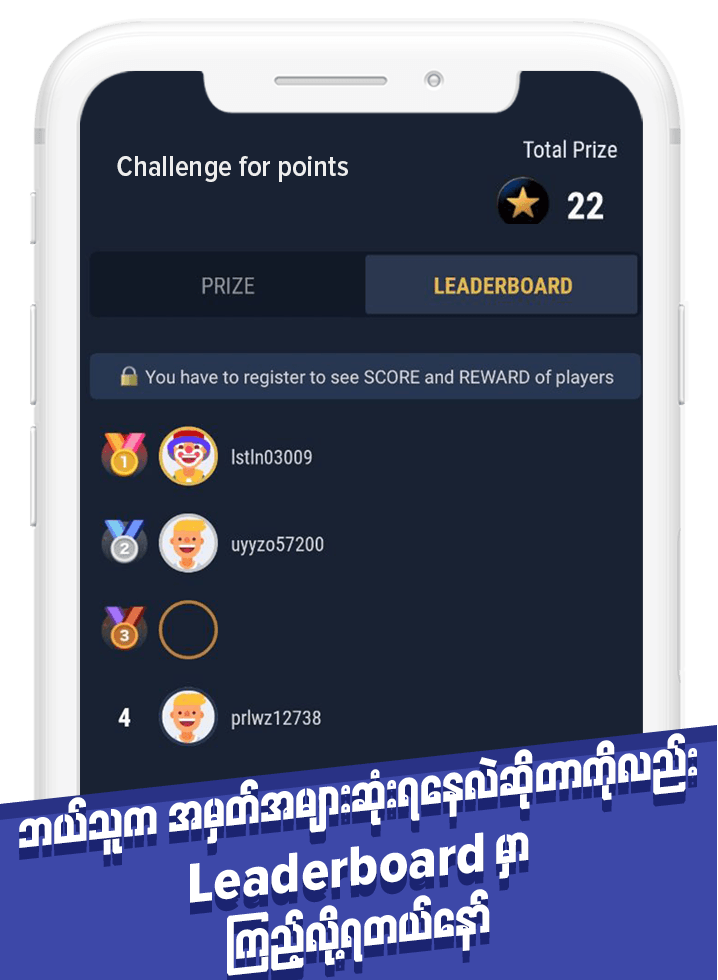 Challenge for points
Total Prize
22
PRIZE
LEADERBOARD
You have to register to see SCORE and REWARD of players
1
lstln03009
2
uyyzo57200
3
4
prlwz12738
ဘယ်သူက အမှတ်အများဆုံးရနေလဲဆိုတာကိုလည်း
Leaderboard မှာ
ကြည့်လို့ရတယ်နော်